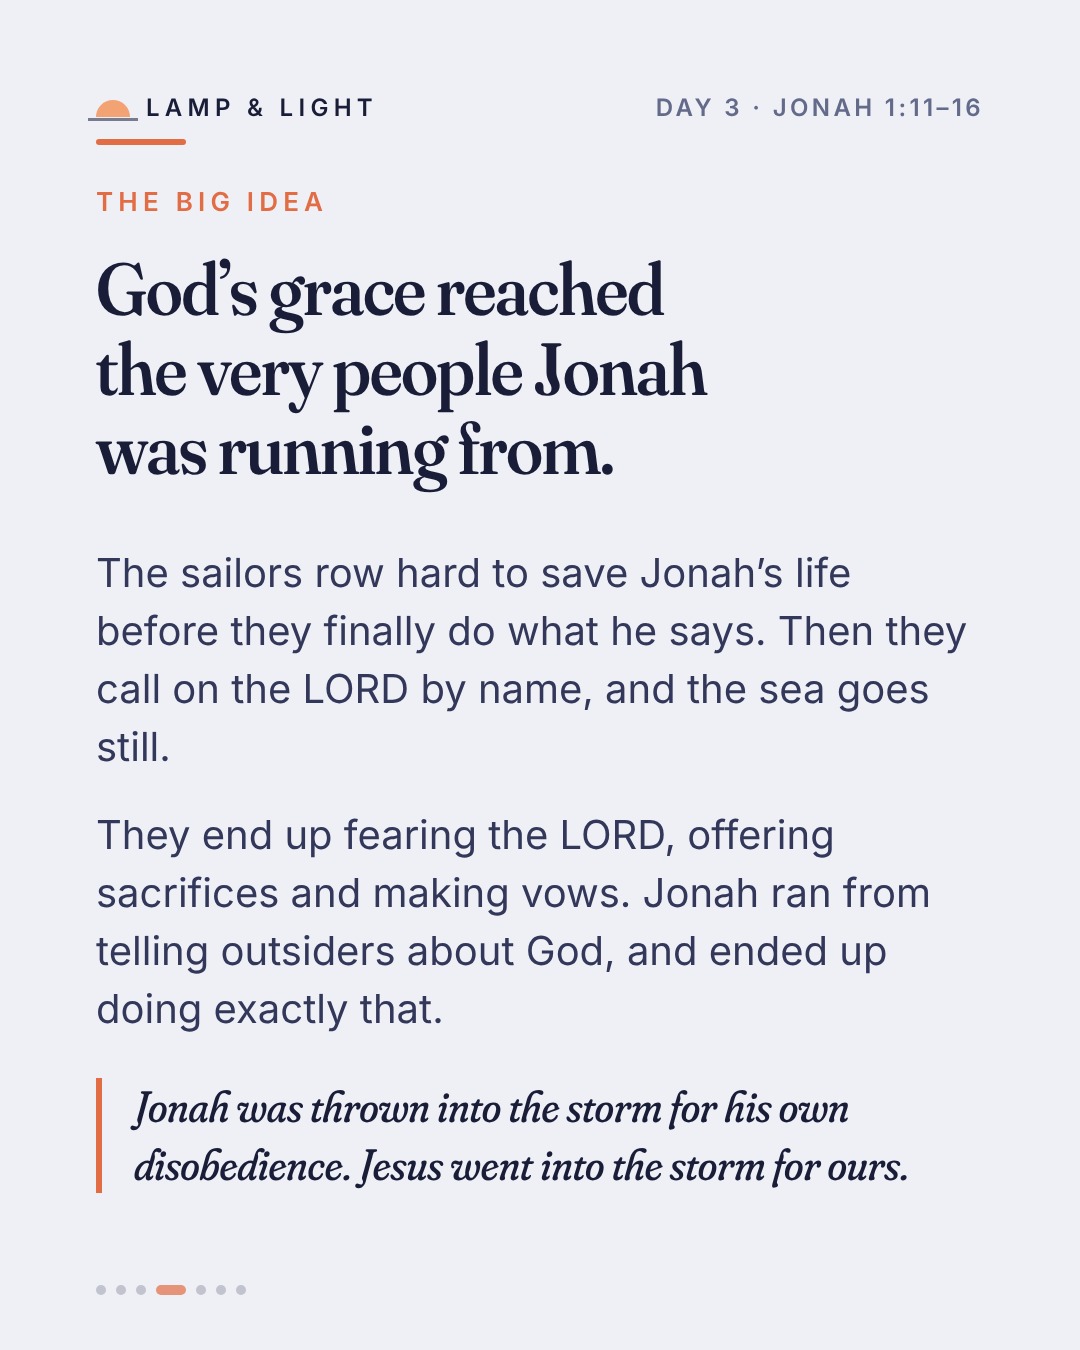 LAMP & LIGHT
DAY 3 · JONAH 1:11–16
THE BIG IDEA
God’s grace reached
the very people Jonah
was running from.
The sailors row hard to save Jonah’s life
before they finally do what he says. Then they
call on the LORD by name, and the sea goes
still.
They end up fearing the LORD, offering
sacrifices and making vows. Jonah ran from
telling outsiders about God, and ended up
doing exactly that.
Jonah was thrown into the storm for his own
disobedience. Jesus went into the storm for ours.